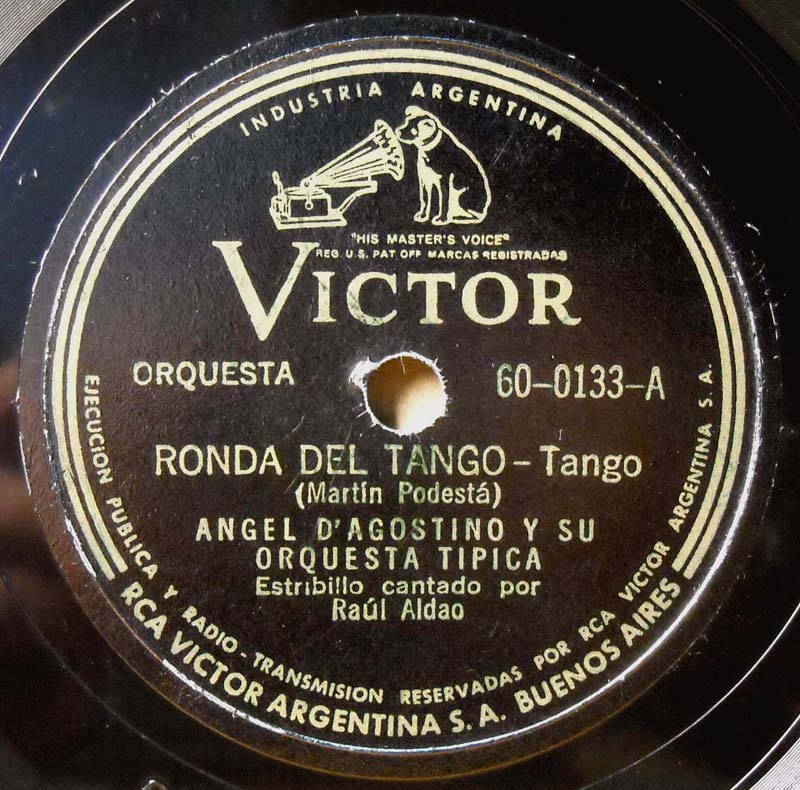 INDUSTRIA ARGENTINA
"HIS MASTER'S VOICE"
REG. U.S. PAT OFF MARCAS REGISTRADAS
VICTOR
ORQUESTA
60-0133-A
RONDA DEL TANGO - Tango
(Martín Podestá)
ANGEL D'AGOSTINO Y SU
ORQUESTA TIPICA
Estribillo cantado por
Raúl Aldao
EJECUCION PUBLICA Y RADIO-TRANSMISION RESERVADAS POR RCA VICTOR ARGENTINA S. A.
RCA VICTOR ARGENTINA S. A. BUENOS AIRES